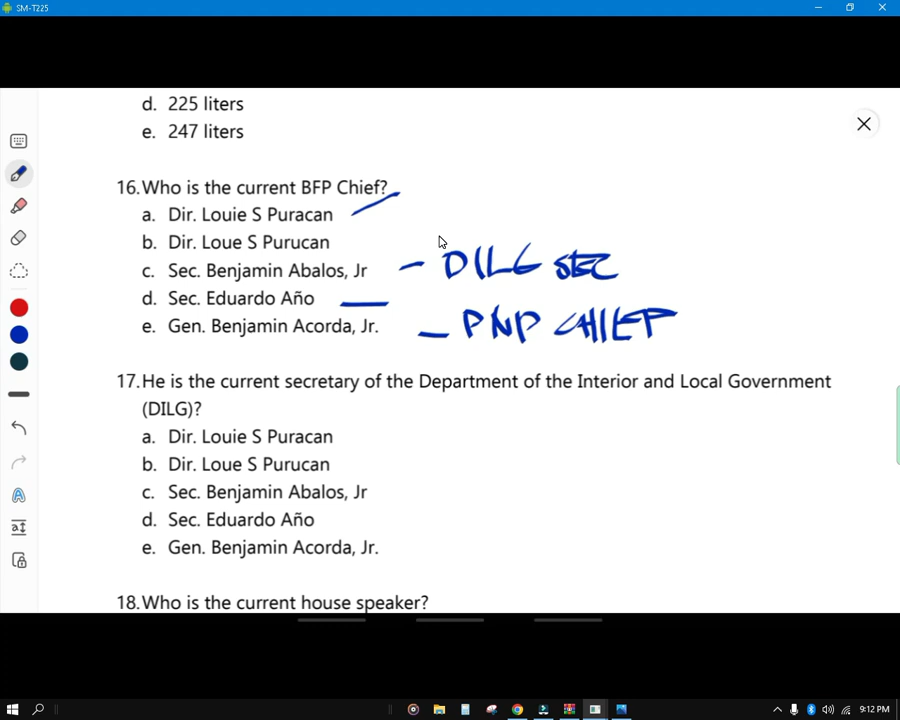 SM-T225
d. 225 liters
e. 247 liters
16. Who is the current BFP Chief?
a. Dir. Louie S Puracan
b. Dir. Loue S Purucan
c. Sec. Benjamin Abalos, Jr - DILG SEC
d. Sec. Eduardo Año
e. Gen. Benjamin Acorda, Jr. - PNP CHIEF
17. He is the current secretary of the Department of the Interior and Local Government
(DILG)?
a. Dir. Louie S Puracan
b. Dir. Loue S Purucan
c. Sec. Benjamin Abalos, Jr
d. Sec. Eduardo Año
e. Gen. Benjamin Acorda, Jr.
18. Who is the current house speaker?
9:12 PM